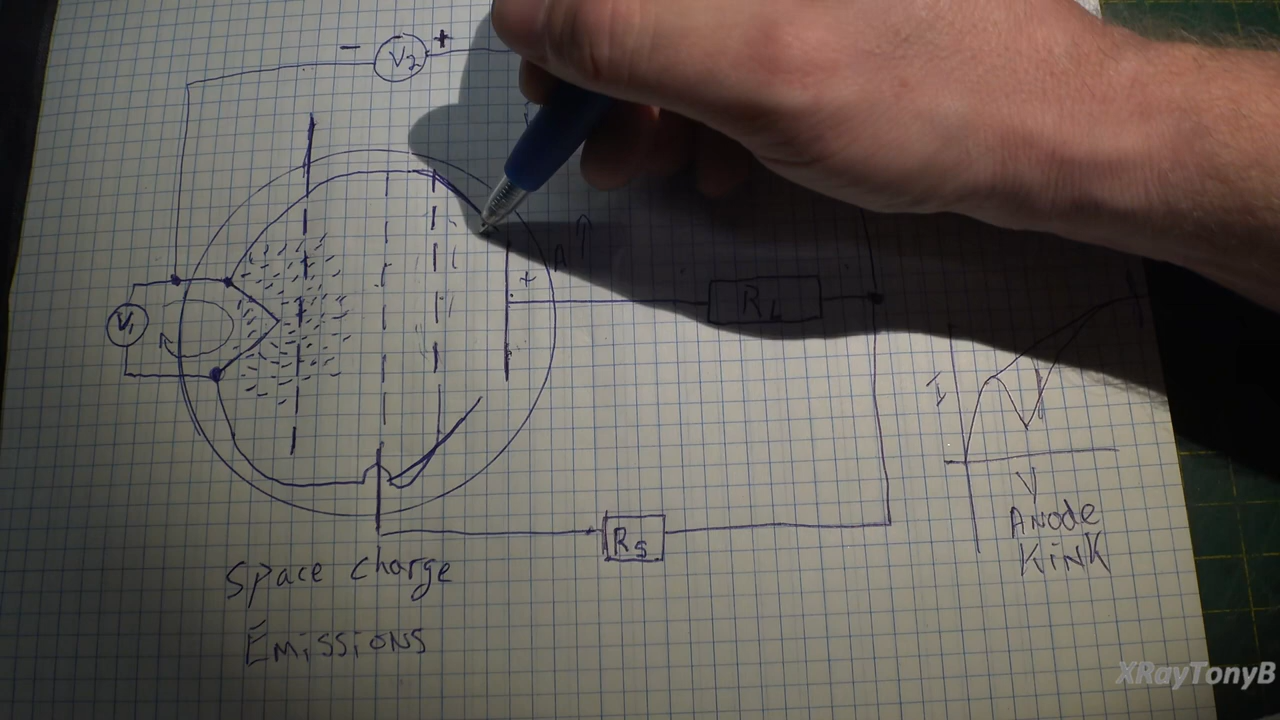 - V2 +
V1
A
+
RL
I
V
Anode
Kink
RS
Space charge
Emissions
XRayTonyB